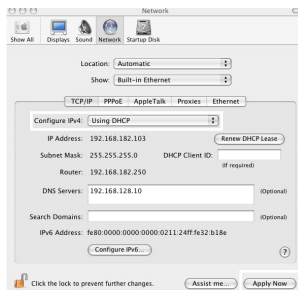 Network
Show All Displays Sound Network Startup Disk
Location: Automatic
Show: Built-in Ethernet
TCP/IP PPPoE AppleTalk Proxies Ethernet
Configure IPv4: Using DHCP
IP Address: 192.168.182.103 Renew DHCP Lease
Subnet Mask: 255.255.255.0 DHCP Client ID:
(If required)
Router: 192.168.182.250
DNS Servers: 192.168.128.10 (Optional)
Search Domains: (Optional)
IPv6 Address: fe80:0000:0000:0000:0211:24ff:fe32:b18e
Configure IPv6... ?
Click the lock to prevent further changes. Assist me... Apply Now